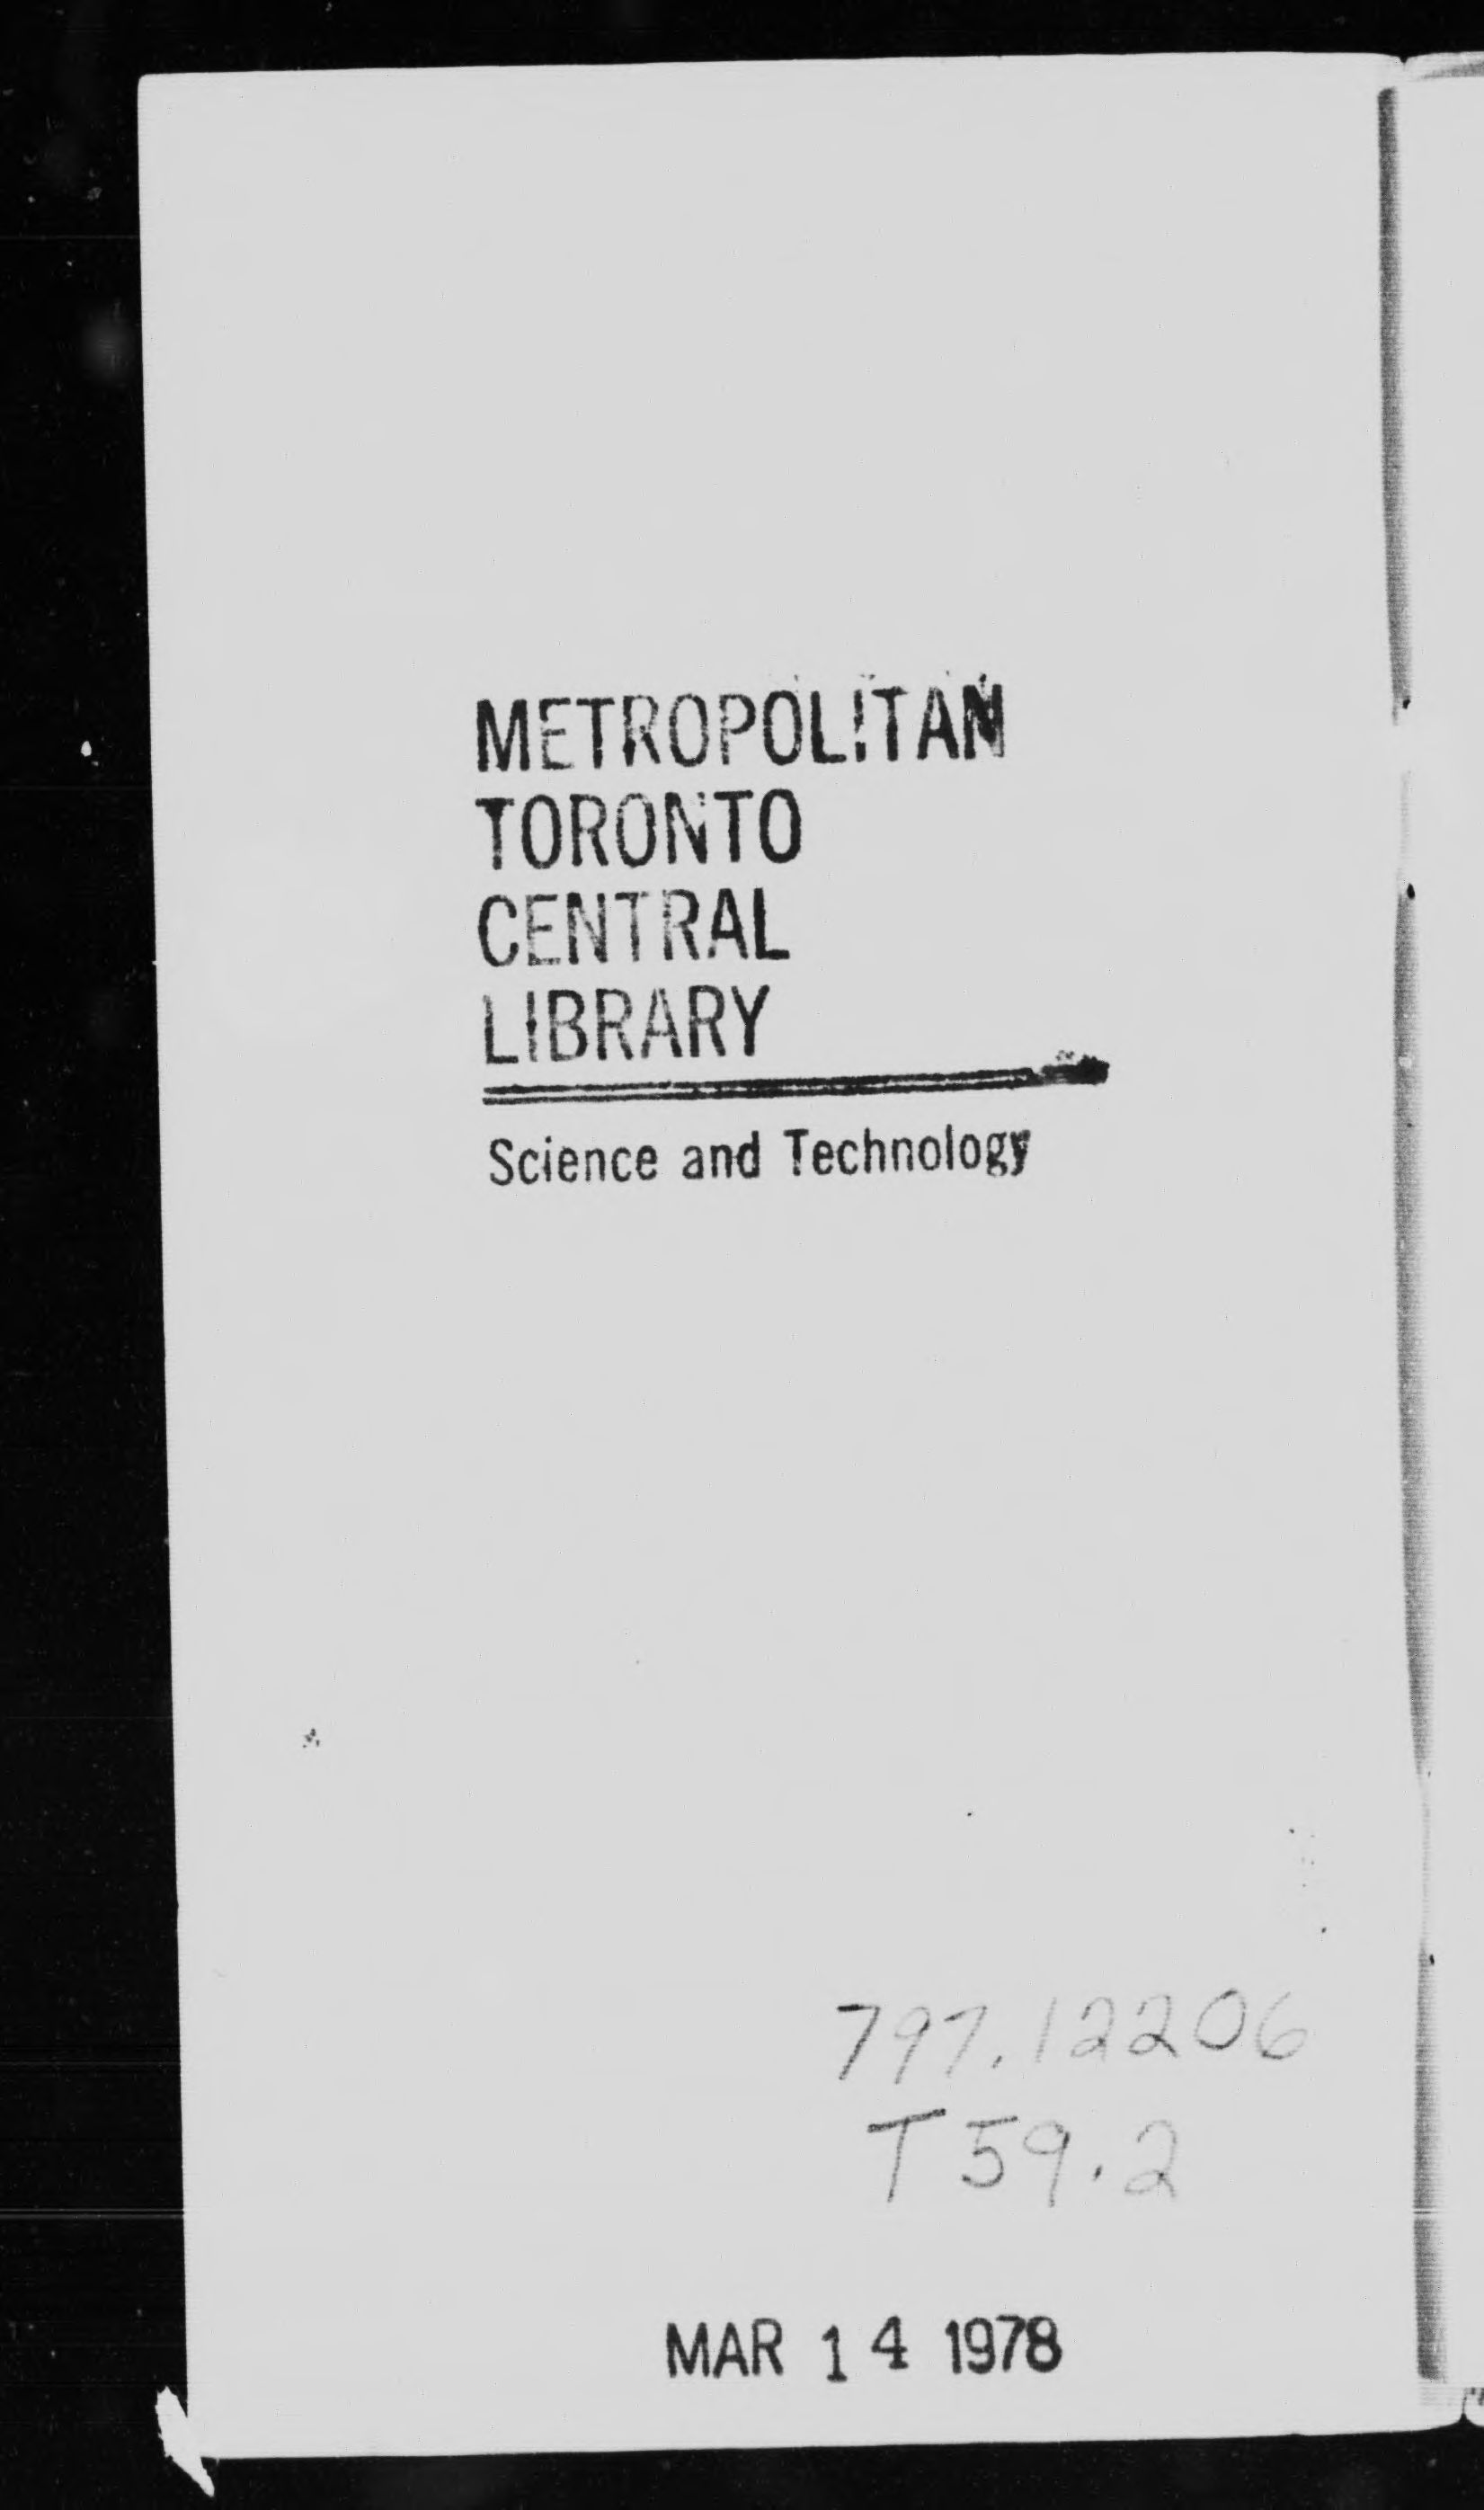 METROPOLITAN
TORONTO
CENTRAL
LIBRARY
Science and Technology
797.12206
T59.2
MAR 14 1978